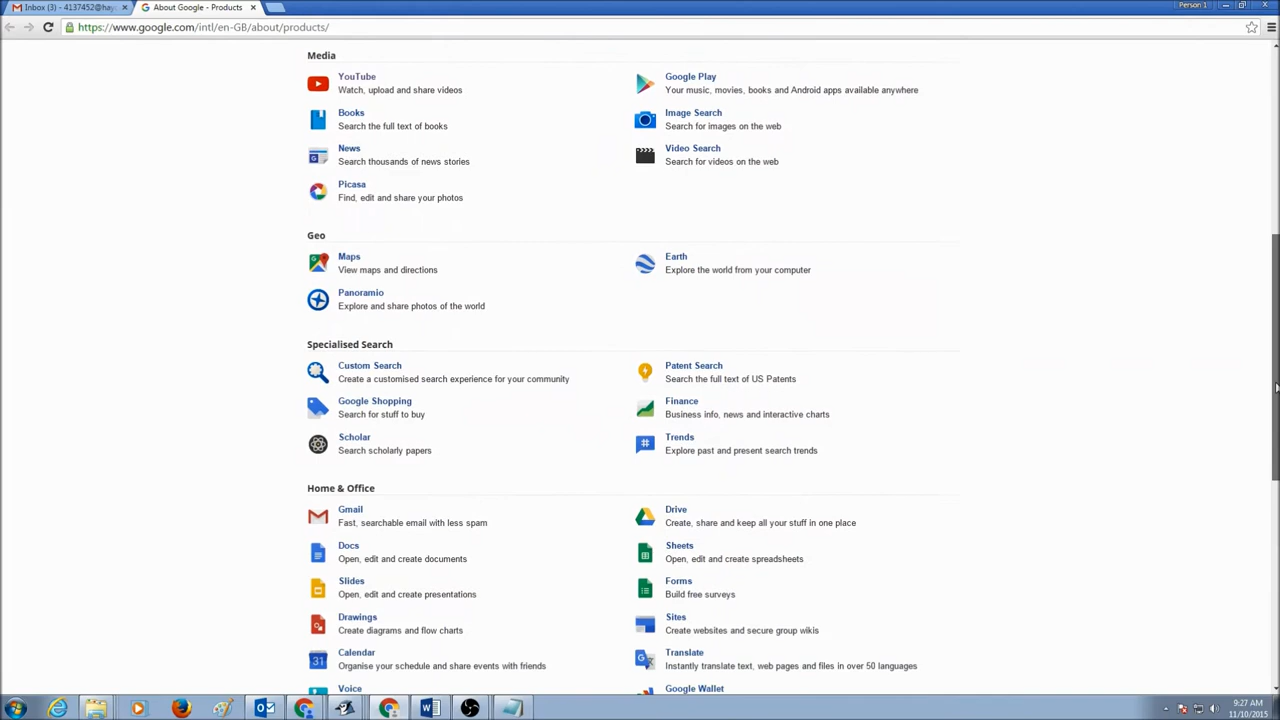 Inbox (3) - 4137452@hay
About Google - Products
Person 1
https://www.google.com/intl/en-GB/about/products/
Media
YouTube
Watch, upload and share videos
Google Play
Your music, movies, books and Android apps available anywhere
Books
Search the full text of books
Image Search
Search for images on the web
News
Search thousands of news stories
Video Search
Search for videos on the web
Picasa
Find, edit and share your photos
Geo
Maps
View maps and directions
Earth
Explore the world from your computer
Panoramio
Explore and share photos of the world
Specialised Search
Custom Search
Create a customised search experience for your community
Patent Search
Search the full text of US Patents
Google Shopping
Search for stuff to buy
Finance
Business info, news and interactive charts
Scholar
Search scholarly papers
Trends
Explore past and present search trends
Home & Office
Gmail
Fast, searchable email with less spam
Drive
Create, share and keep all your stuff in one place
Docs
Open, edit and create documents
Sheets
Open, edit and create spreadsheets
Slides
Open, edit and create presentations
Forms
Build free surveys
Drawings
Create diagrams and flow charts
Sites
Create websites and secure group wikis
Calendar
Organise your schedule and share events with friends
Translate
Instantly translate text, web pages and files in over 50 languages
Voice
Google Wallet
9:27 AM
11/10/2015